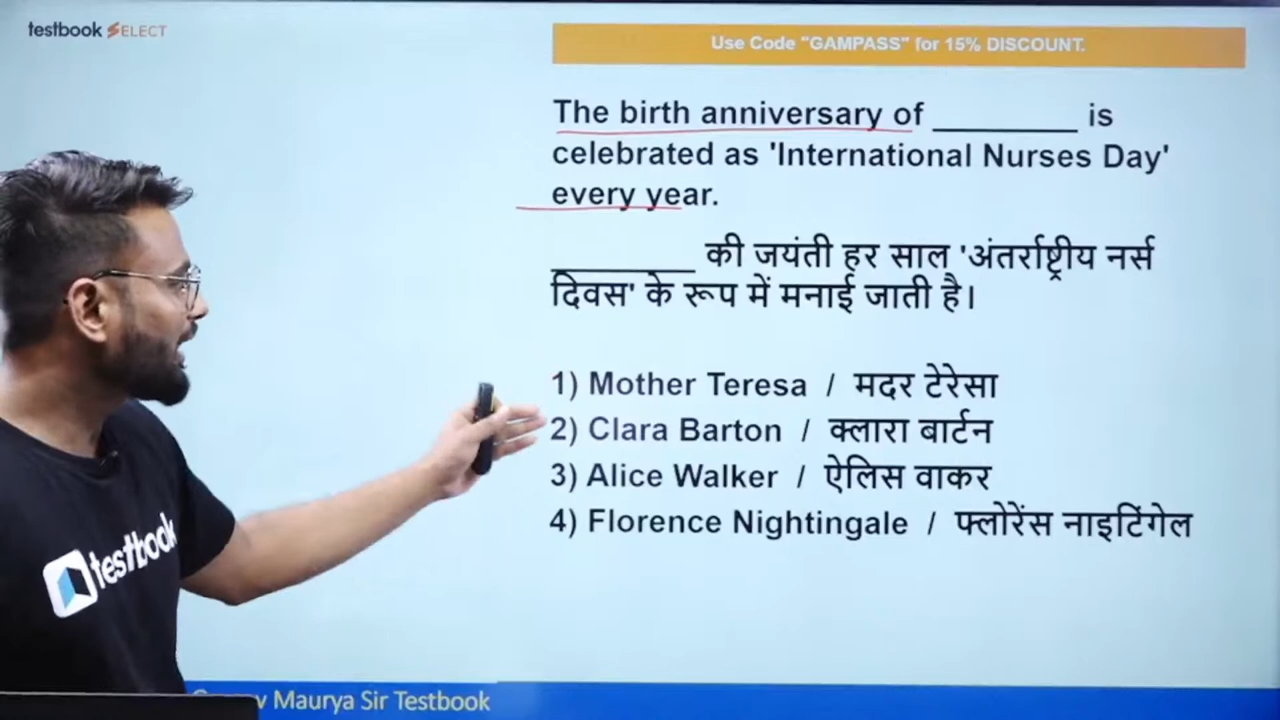 testbook SELECT
Use Code "GAMPASS" for 15% DISCOUNT.
The birth anniversary of ________ is
celebrated as 'International Nurses Day'
every year.
________ की जयंती हर साल 'अंतर्राष्ट्रीय नर्स
दिवस' के रूप में मनाई जाती है।
1) Mother Teresa / मदर टेरेसा
2) Clara Barton / क्लारा बार्टन
3) Alice Walker / ऐलिस वाकर
4) Florence Nightingale / फ्लोरेंस नाइटिंगेल
testbook
Maurya Sir Testbook